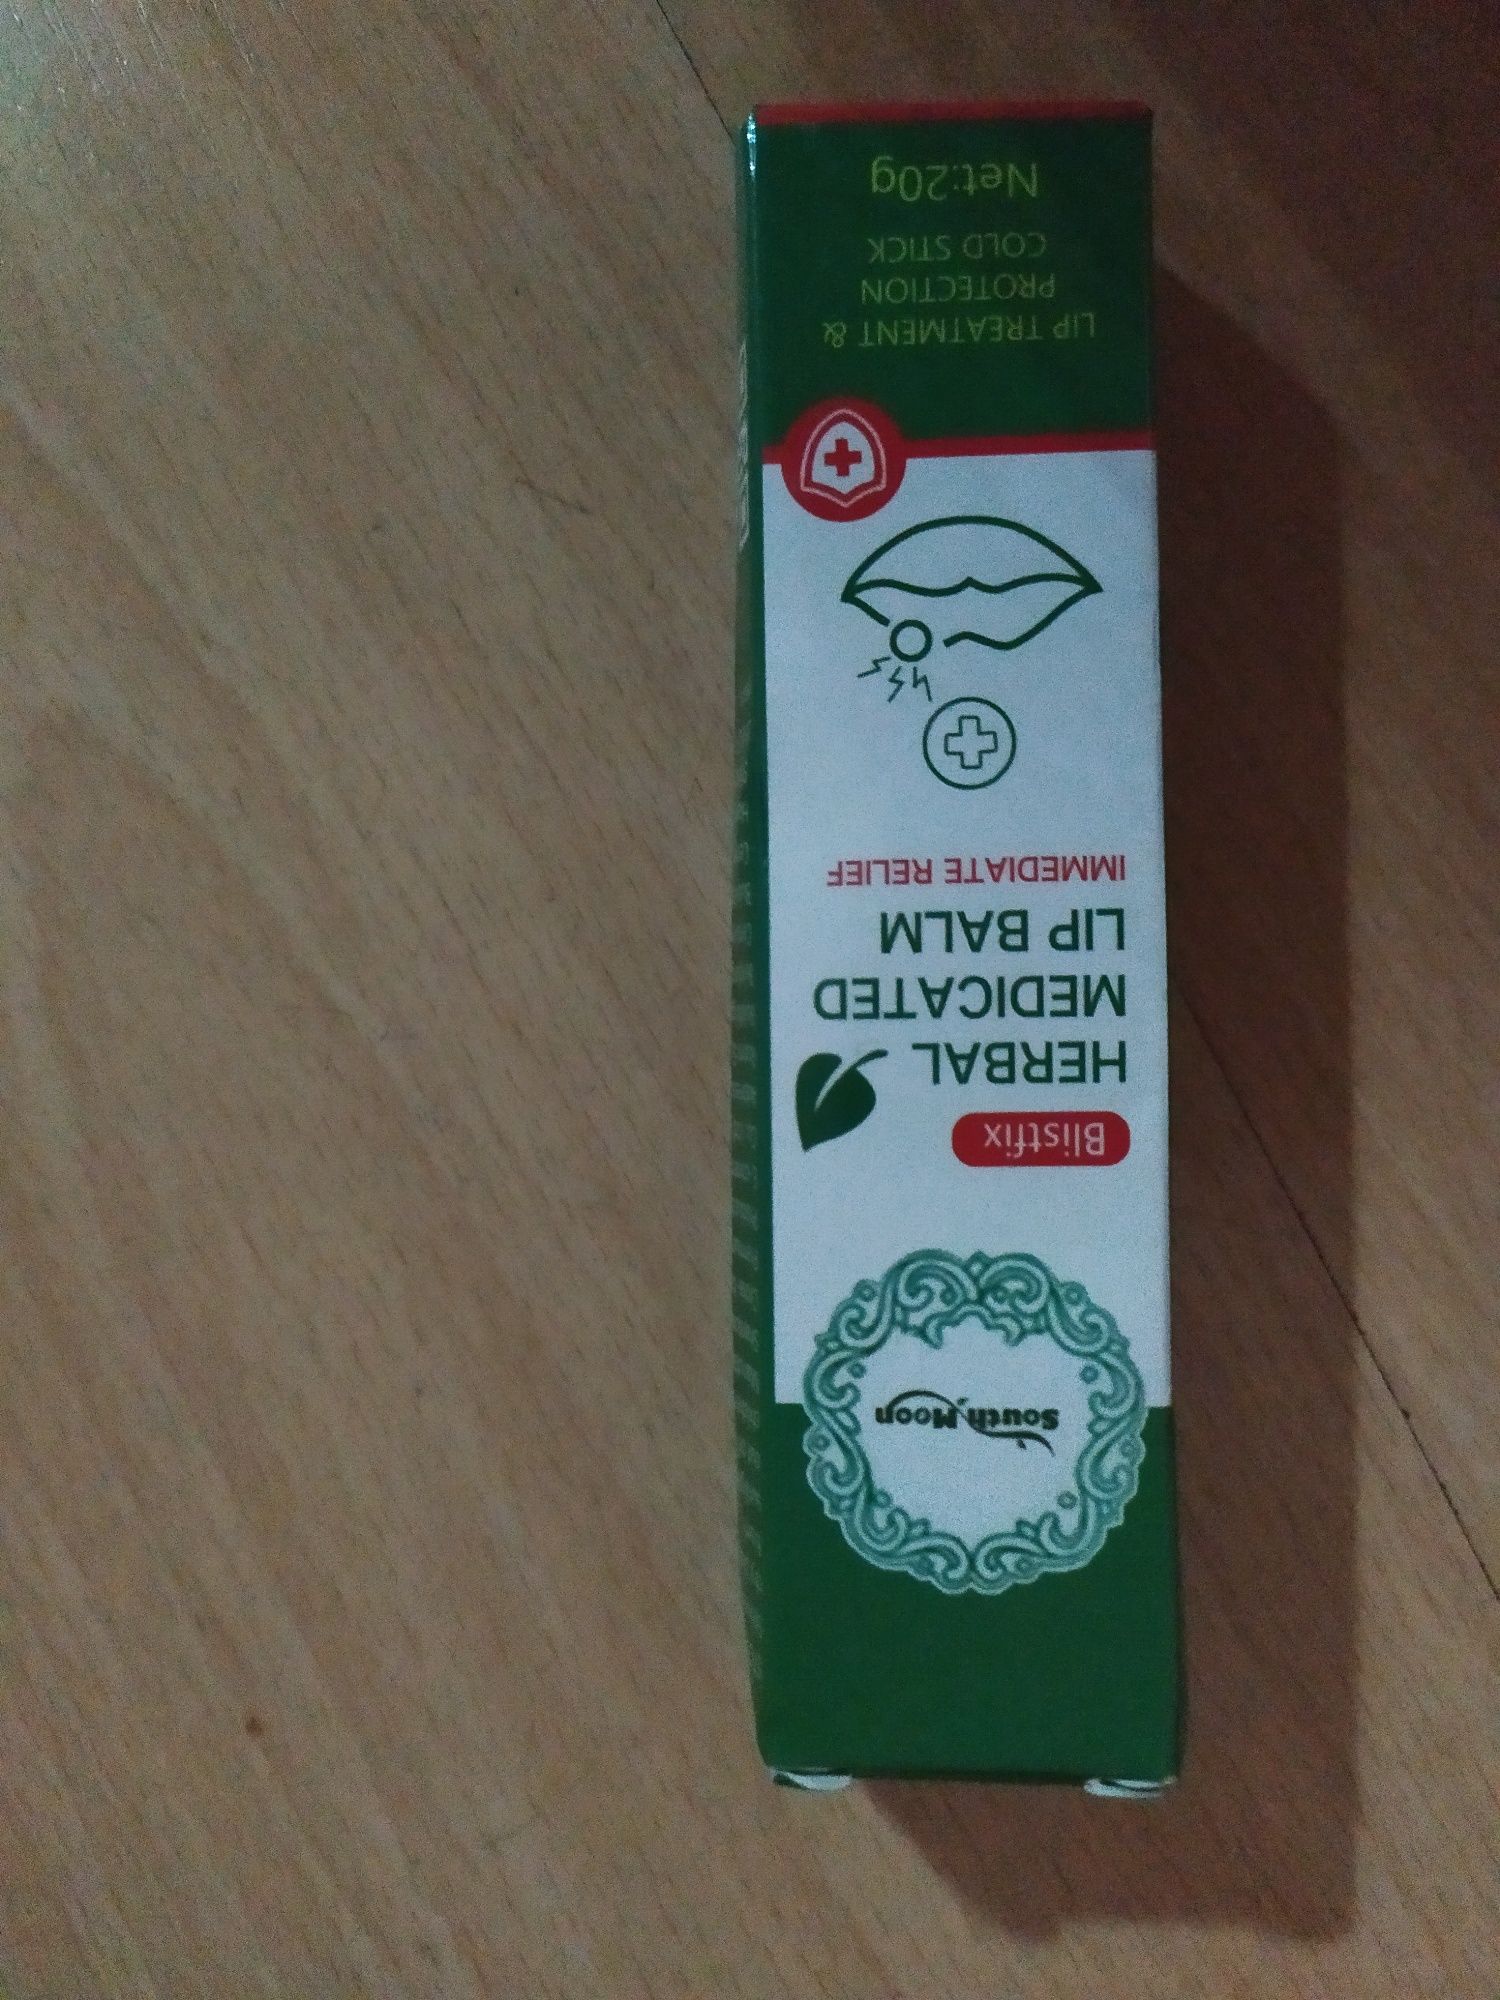 South Moon
Blistfix
HERBAL
MEDICATED
LIP BALM
IMMEDIATE RELIEF
LIP TREATMENT &
PROTECTION
COLD STICK
Net:20g